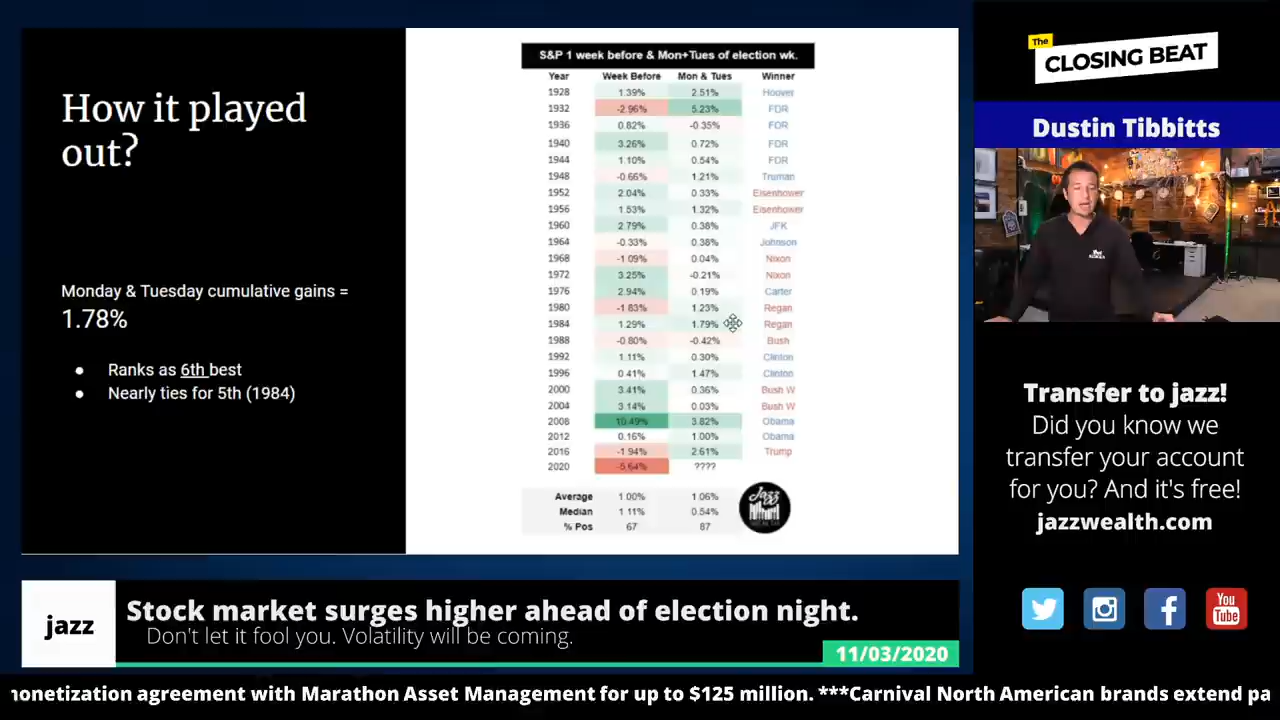 How it played
out?
Monday & Tuesday cumulative gains =
1.78%
● Ranks as 6th best
● Nearly ties for 5th (1984)
S&P 1 week before & Mon+Tues of election wk.
Year Week Before Mon & Tues Winner
1928 1.39% 2.51% Hoover
1932 -2.96% 5.23% FDR
1936 0.82% -0.35% FDR
1940 3.26% 0.72% FDR
1944 1.10% 0.54% FDR
1948 -0.66% 1.21% Truman
1952 2.04% 0.33% Eisenhower
1956 1.53% 1.32% Eisenhower
1960 2.79% 0.38% JFK
1964 -0.33% 0.38% Johnson
1968 -1.09% 0.04% Nixon
1972 3.25% -0.21% Nixon
1976 2.94% 0.19% Carter
1980 -1.83% 1.23% Regan
1984 1.29% 1.79% Regan
1988 -0.80% -0.42% Bush
1992 1.11% 0.30% Clinton
1996 0.41% 1.47% Clinton
2000 3.41% 0.36% Bush W
2004 3.14% 0.03% Bush W
2008 10.49% 3.82% Obama
2012 0.16% 1.00% Obama
2016 -1.94% 2.61% Trump
2020 -5.64% ????
Average 1.00% 1.06%
Median 1.11% 0.54%
% Pos 67 87
Jazz
The
CLOSING BEAT
Dustin Tibbitts
Transfer to jazz!
Did you know we
transfer your account
for you? And it's free!
jazzwealth.com
You
Tube
jazz
Stock market surges higher ahead of election night.
Don't let it fool you. Volatility will be coming.
11/03/2020
monetization agreement with Marathon Asset Management for up to $125 million. ***Carnival North American brands extend pa